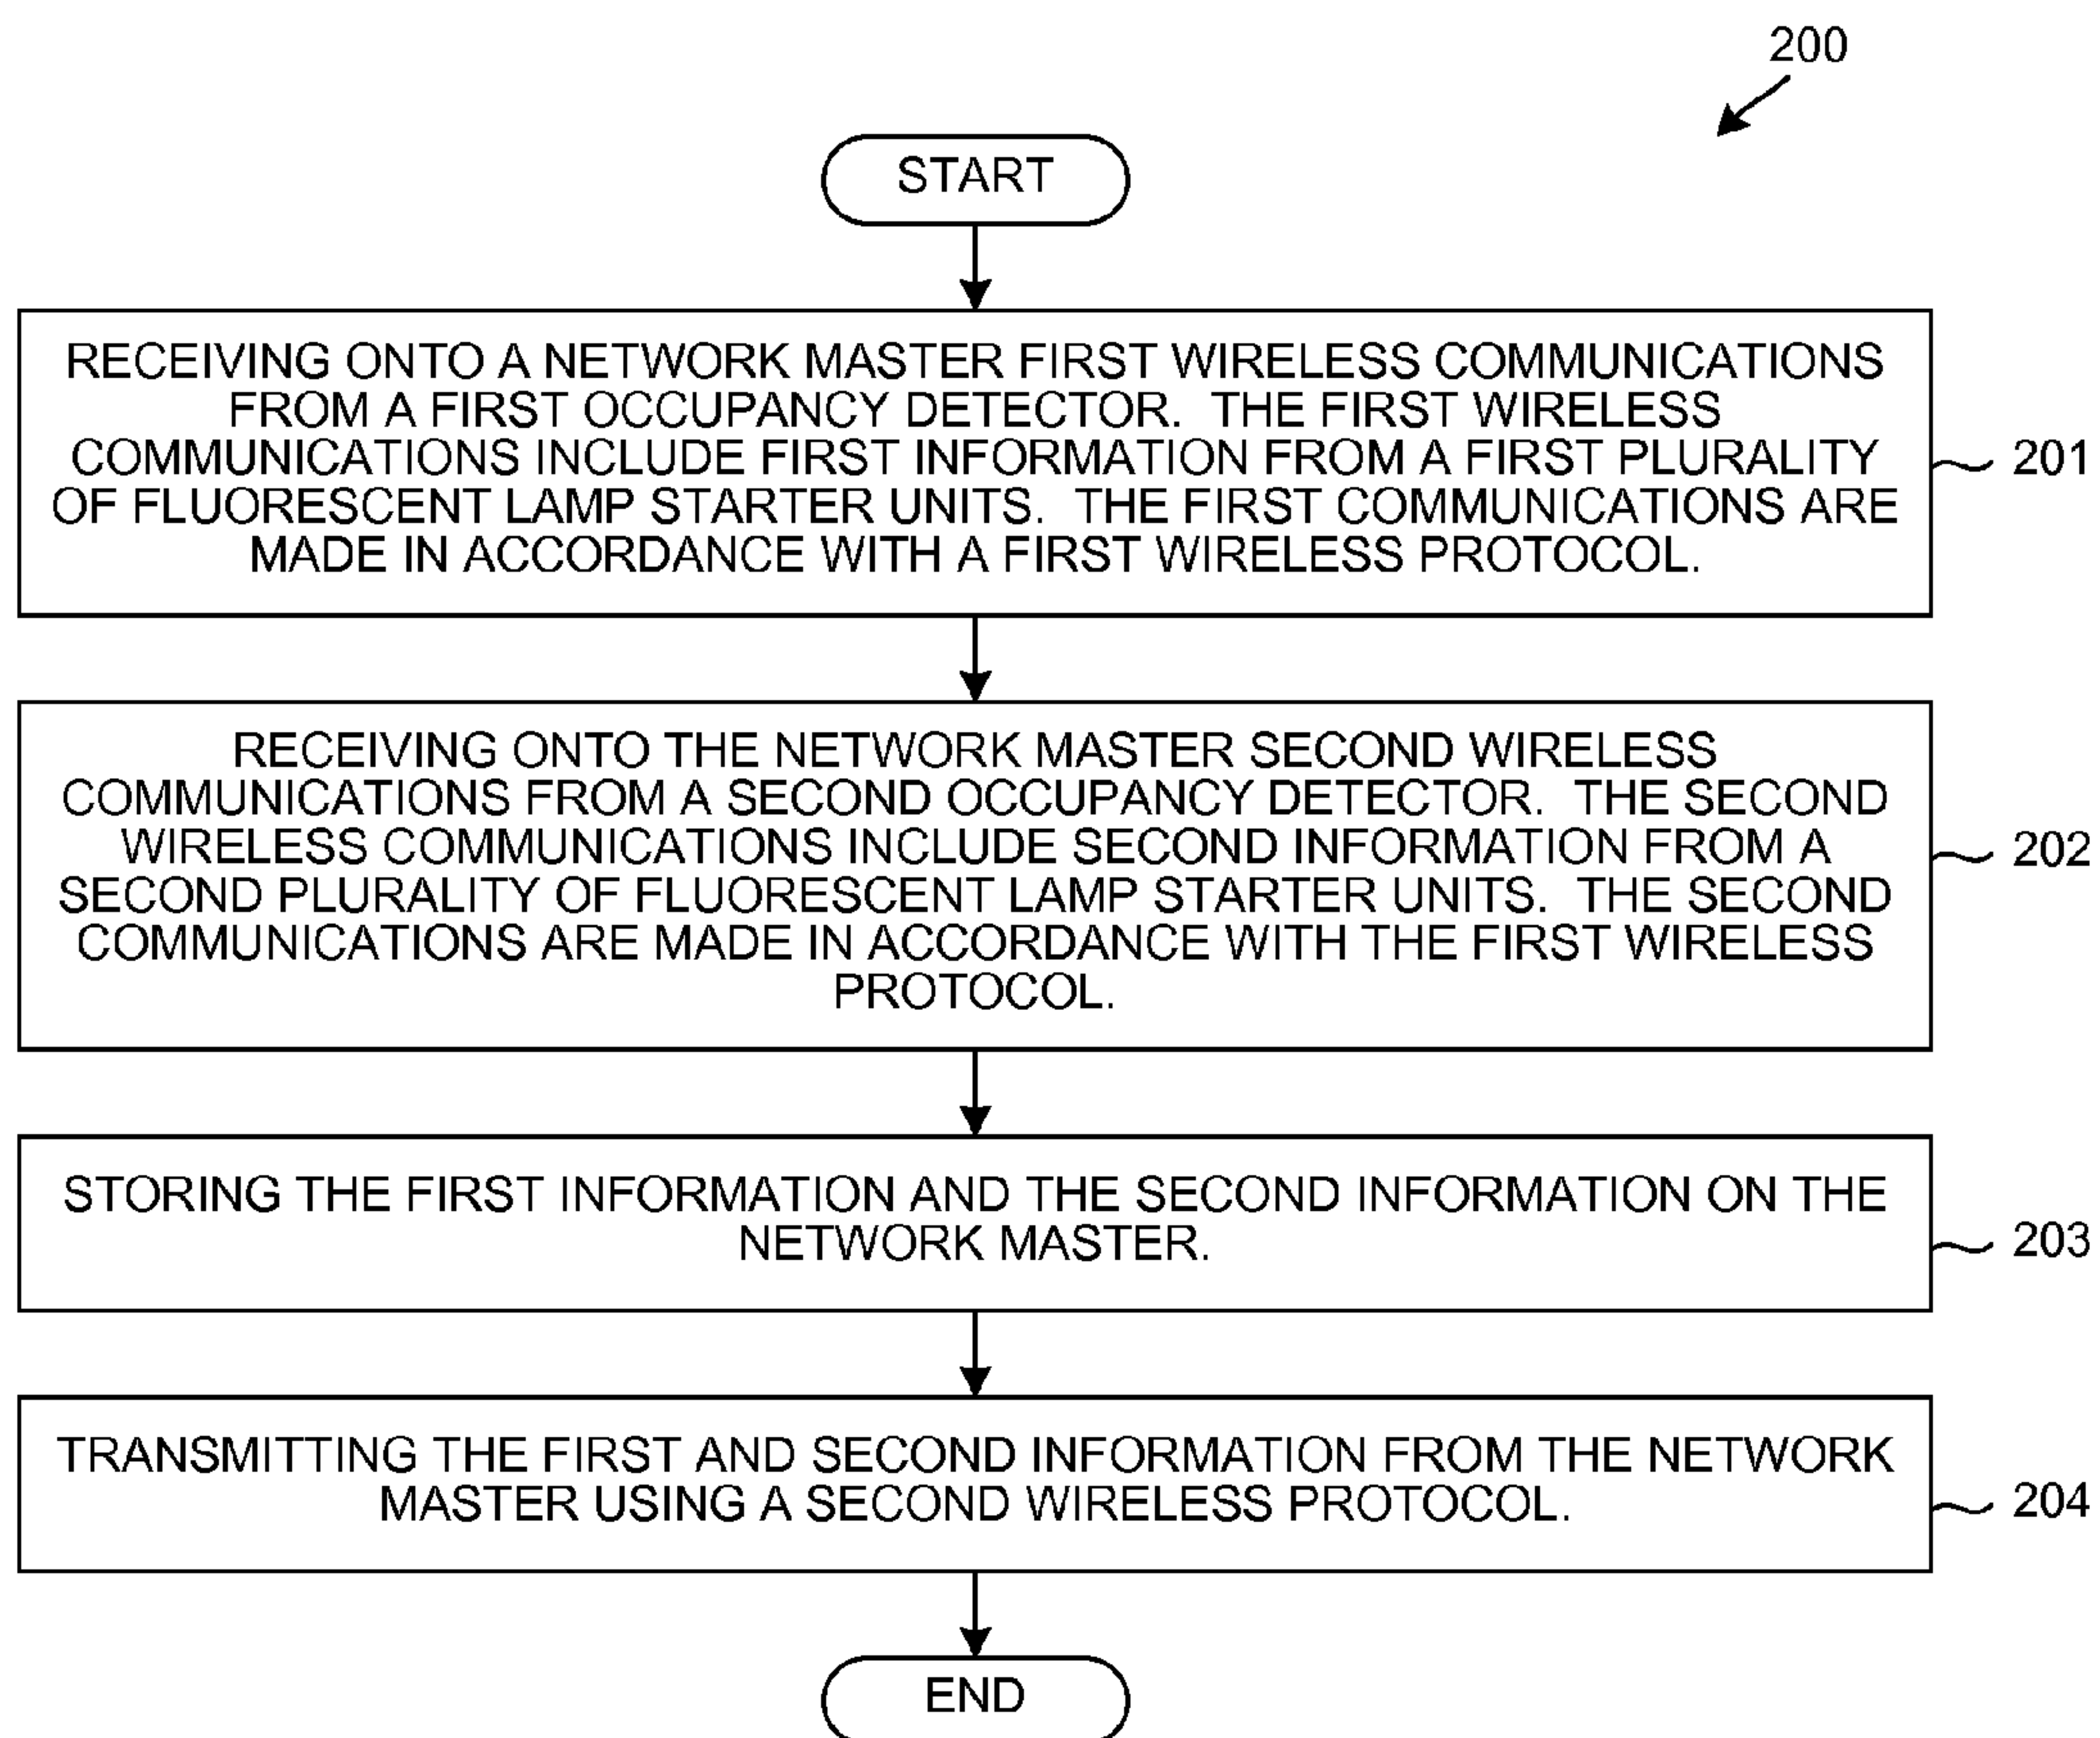 200
START
RECEIVING ONTO A NETWORK MASTER FIRST WIRELESS COMMUNICATIONS
FROM A FIRST OCCUPANCY DETECTOR. THE FIRST WIRELESS
COMMUNICATIONS INCLUDE FIRST INFORMATION FROM A FIRST PLURALITY
OF FLUORESCENT LAMP STARTER UNITS. THE FIRST COMMUNICATIONS ARE
MADE IN ACCORDANCE WITH A FIRST WIRELESS PROTOCOL.
201
RECEIVING ONTO THE NETWORK MASTER SECOND WIRELESS
COMMUNICATIONS FROM A SECOND OCCUPANCY DETECTOR. THE SECOND
WIRELESS COMMUNICATIONS INCLUDE SECOND INFORMATION FROM A
SECOND PLURALITY OF FLUORESCENT LAMP STARTER UNITS. THE SECOND
COMMUNICATIONS ARE MADE IN ACCORDANCE WITH THE FIRST WIRELESS
PROTOCOL.
202
STORING THE FIRST INFORMATION AND THE SECOND INFORMATION ON THE
NETWORK MASTER.
203
TRANSMITTING THE FIRST AND SECOND INFORMATION FROM THE NETWORK
MASTER USING A SECOND WIRELESS PROTOCOL.
204
END